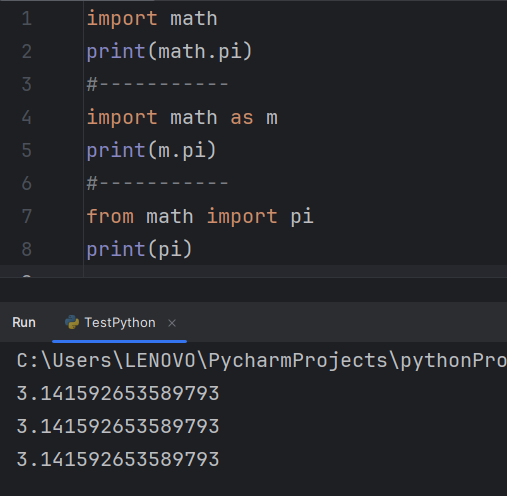 1 import math
2 print(math.pi)
3 #-----------
4 import math as m
5 print(m.pi)
6 #-----------
7 from math import pi
8 print(pi)
Run TestPython ×
C:\Users\LENOVO\PycharmProjects\pythonPro
3.141592653589793
3.141592653589793
3.141592653589793